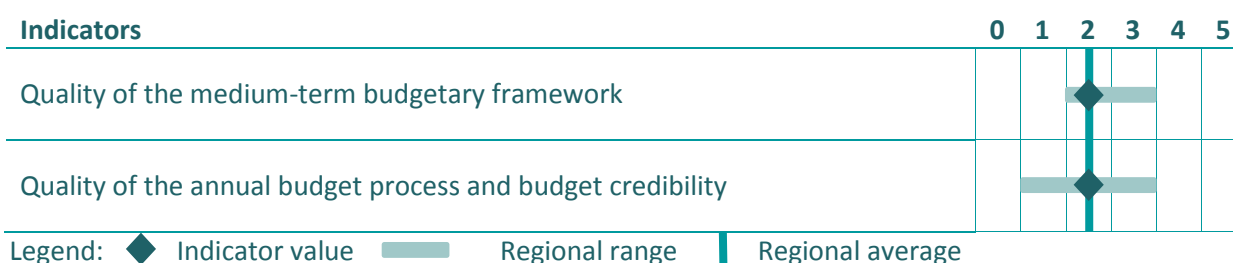 Indicators 0 1 2 3 4 5
Quality of the medium-term budgetary framework
Quality of the annual budget process and budget credibility
Legend: Indicator value Regional range Regional average